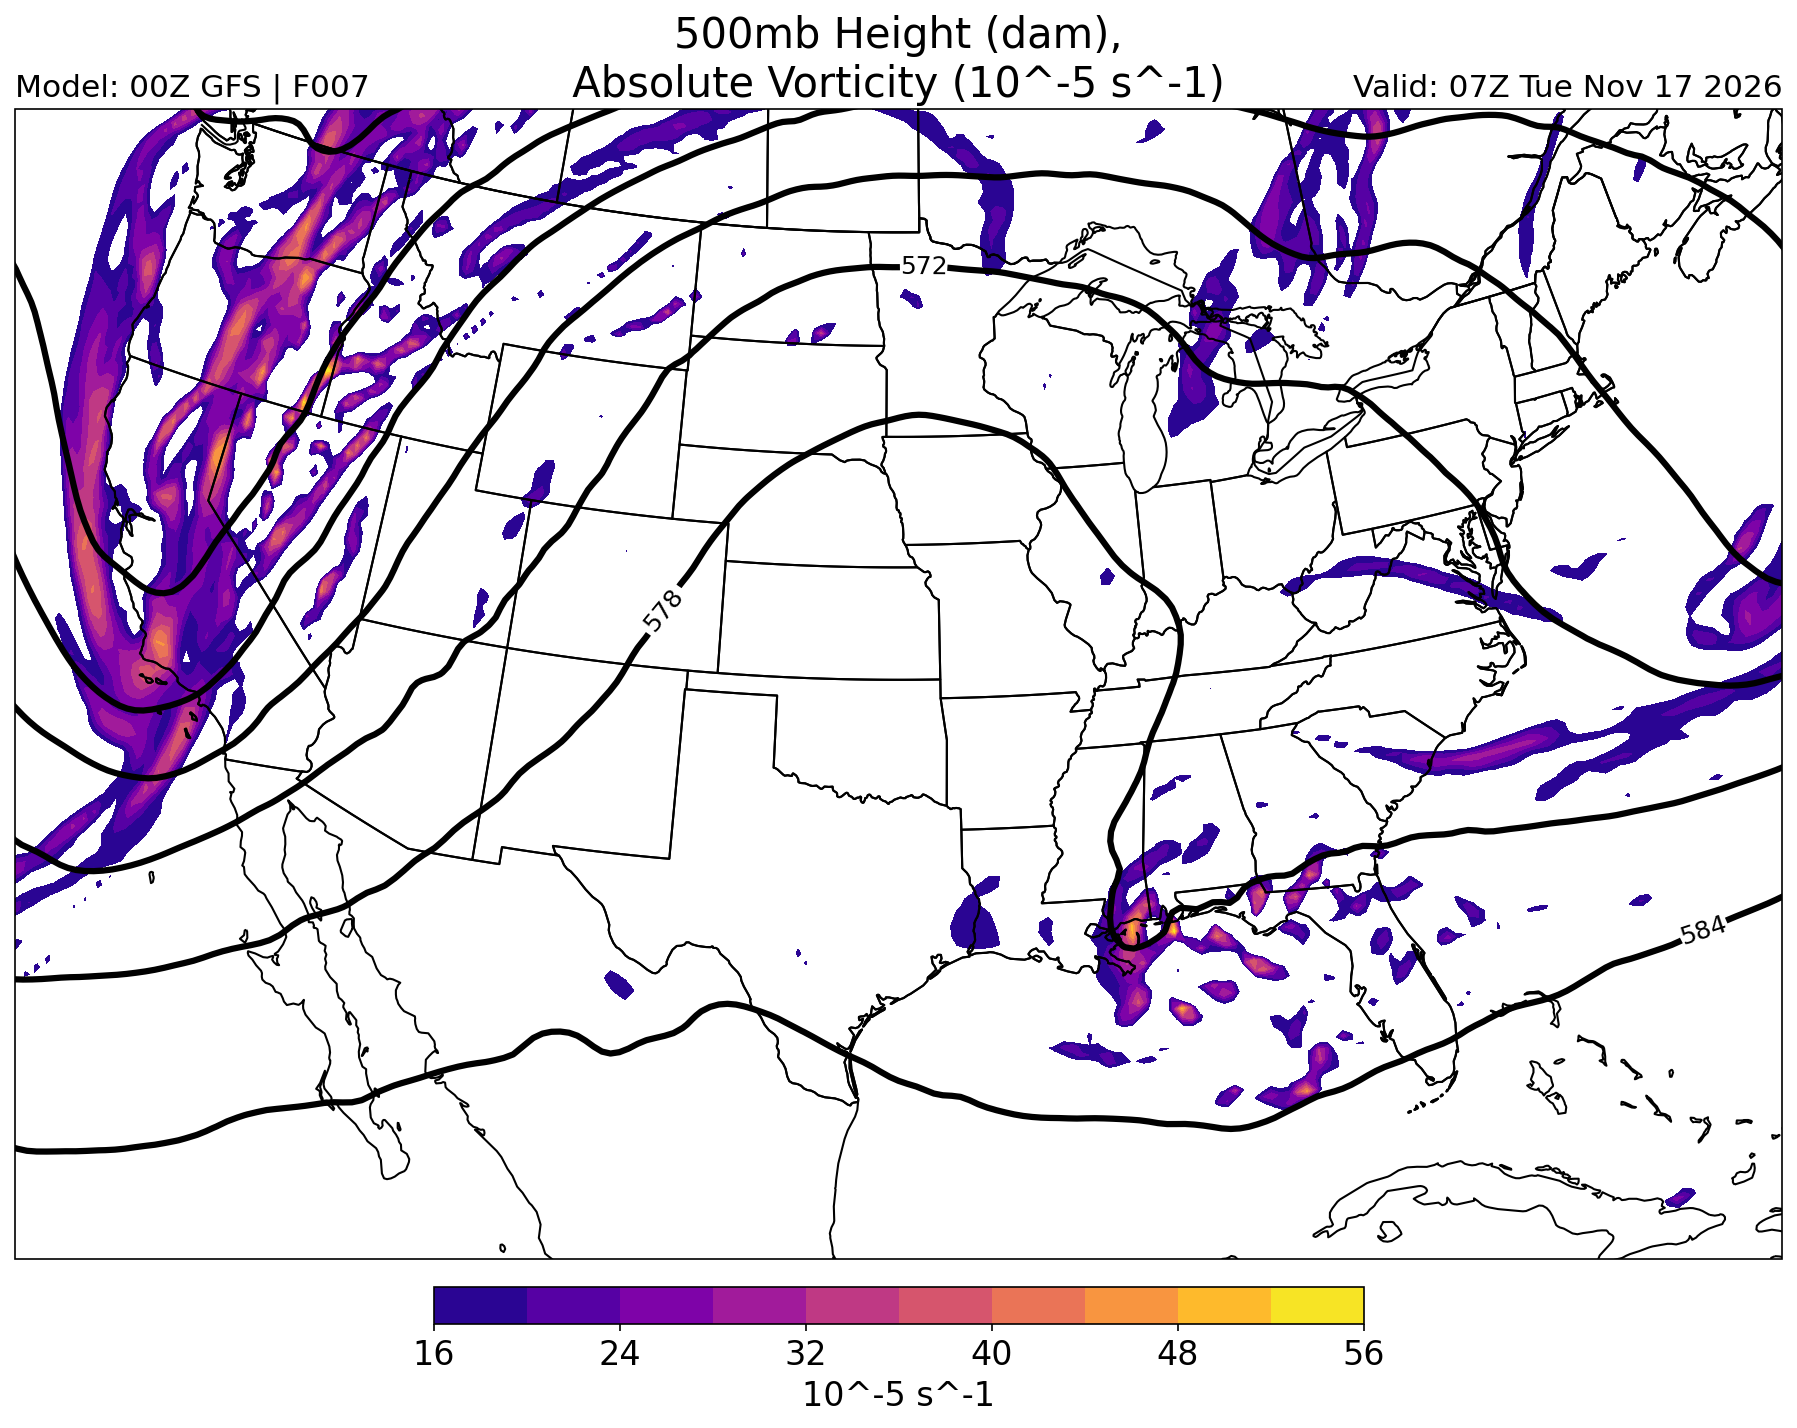 500mb Height (dam),
Absolute Vorticity (10^-5 s^-1)
Model: 00Z GFS | F007
Valid: 07Z Tue Nov 17 2026
572
578
584
16 24 32 40 48 56
10^-5 s^-1